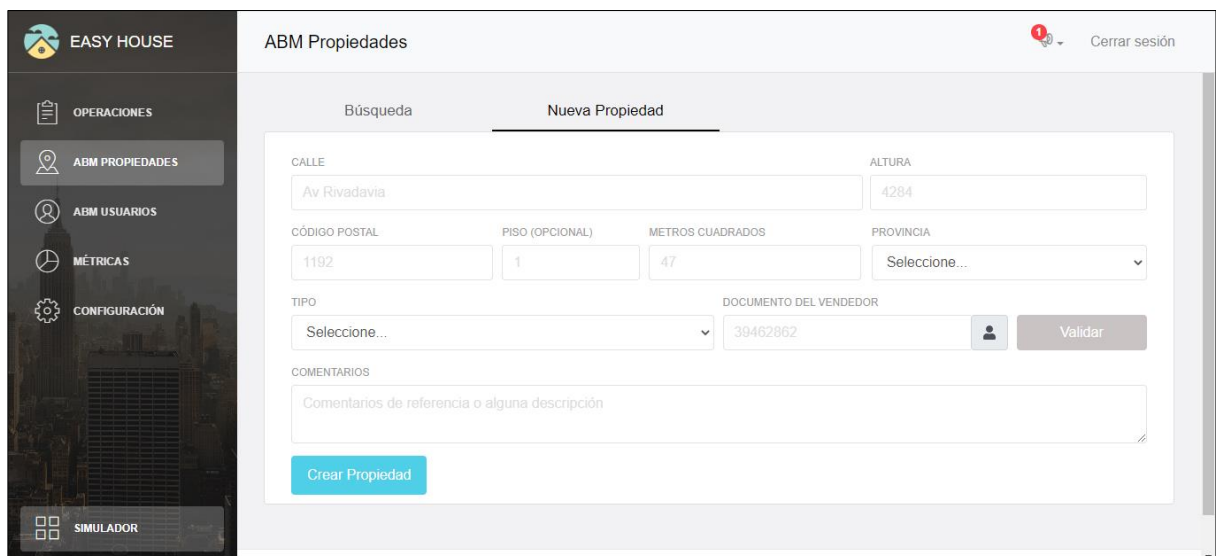 EASY HOUSE
ABM Propiedades
1
Cerrar sesión
OPERACIONES
ABM PROPIEDADES
ABM USUARIOS
MÉTRICAS
CONFIGURACIÓN
SIMULADOR
Búsqueda Nueva Propiedad
CALLE ALTURA
Av Rivadavia 4284
CÓDIGO POSTAL PISO (OPCIONAL) METROS CUADRADOS PROVINCIA
1192 1 47 Seleccione...
TIPO DOCUMENTO DEL VENDEDOR
Seleccione... 39462862 Validar
COMENTARIOS
Comentarios de referencia o alguna descripción
Crear Propiedad